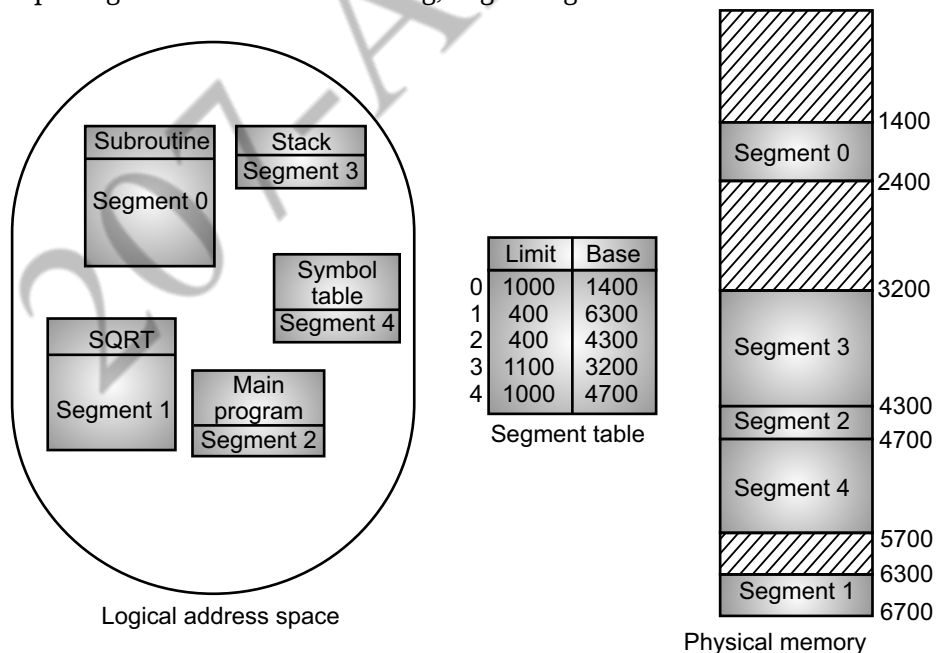 207-A
Subroutine
Segment 0
Stack
Segment 3
Symbol
table
Segment 4
SQRT
Segment 1
Main
program
Segment 2
Logical address space
Limit Base
0 1000 1400
1 400 6300
2 400 4300
3 1100 3200
4 1000 4700
Segment table
1400
Segment 0
2400
3200
Segment 3
4300
Segment 2
4700
Segment 4
5700
6300
Segment 1
6700
Physical memory